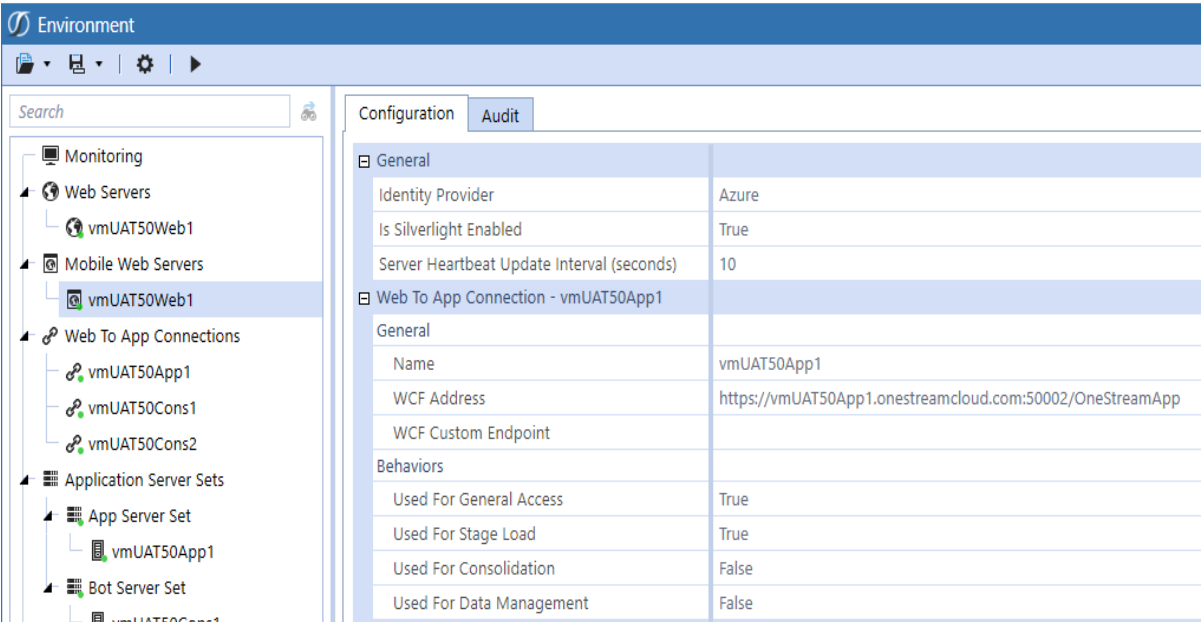 Environment
Search
Monitoring
Web Servers
vmUAT50Web1
Mobile Web Servers
vmUAT50Web1
Web To App Connections
vmUAT50App1
vmUAT50Cons1
vmUAT50Cons2
Application Server Sets
App Server Set
vmUAT50App1
Bot Server Set
vmUAT50Cons1
Configuration Audit
General
Identity Provider Azure
Is Silverlight Enabled True
Server Heartbeat Update Interval (seconds) 10
Web To App Connection - vmUAT50App1
General
Name vmUAT50App1
WCF Address https://vmUAT50App1.onestreamcloud.com:50002/OneStreamApp
WCF Custom Endpoint
Behaviors
Used For General Access True
Used For Stage Load True
Used For Consolidation False
Used For Data Management False